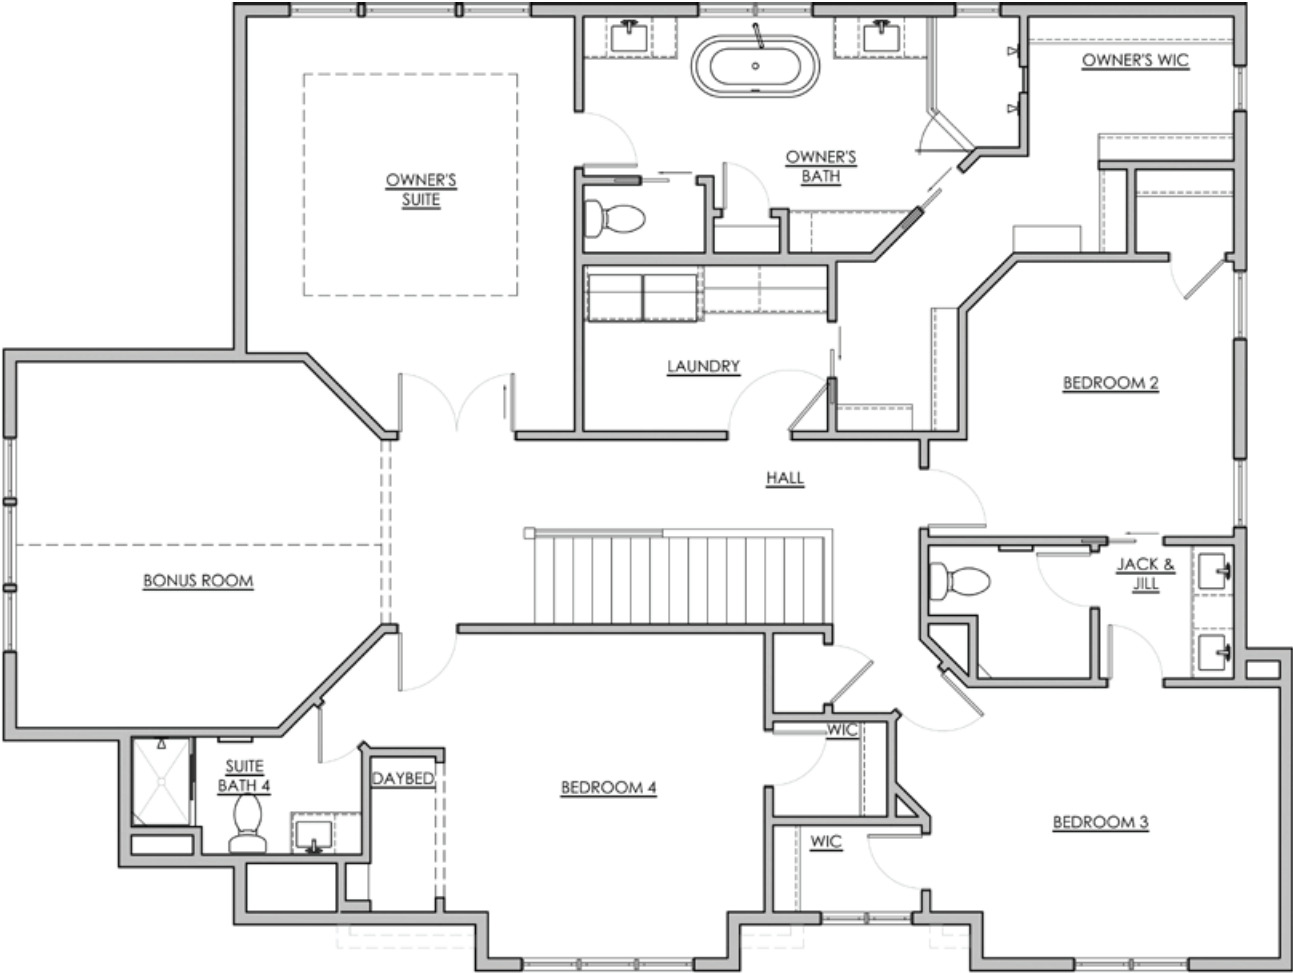 OWNER'S WIC
OWNER'S
BATH
OWNER'S
SUITE
LAUNDRY
BEDROOM 2
HALL
BONUS ROOM
JACK &
JILL
WIC
SUITE
BATH 4
DAYBED
BEDROOM 4
BEDROOM 3
WIC